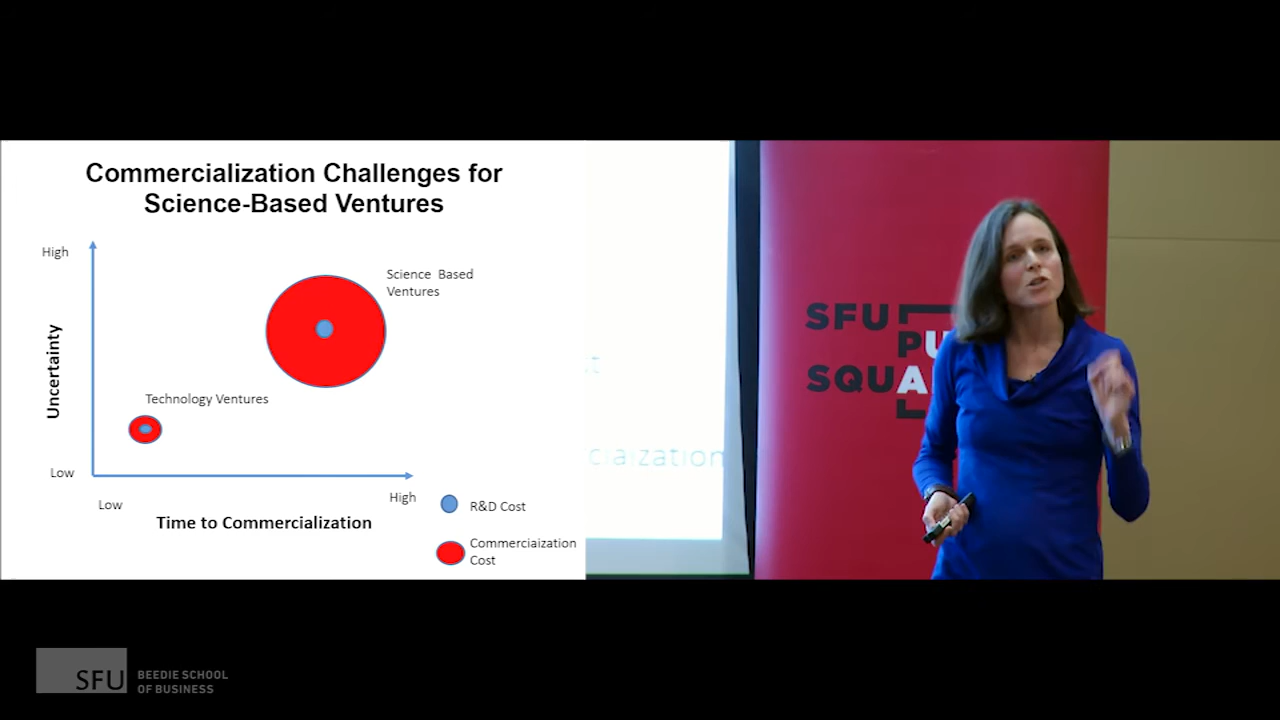 Commercialization Challenges for
Science-Based Ventures
High
Science Based
Ventures
Uncertainty
Technology Ventures
Low
Low
High
Time to Commercialization
R&D Cost
Commerciaization
Cost
SFU
PU
SQUA
SFU
BEEDIE SCHOOL
OF BUSINESS